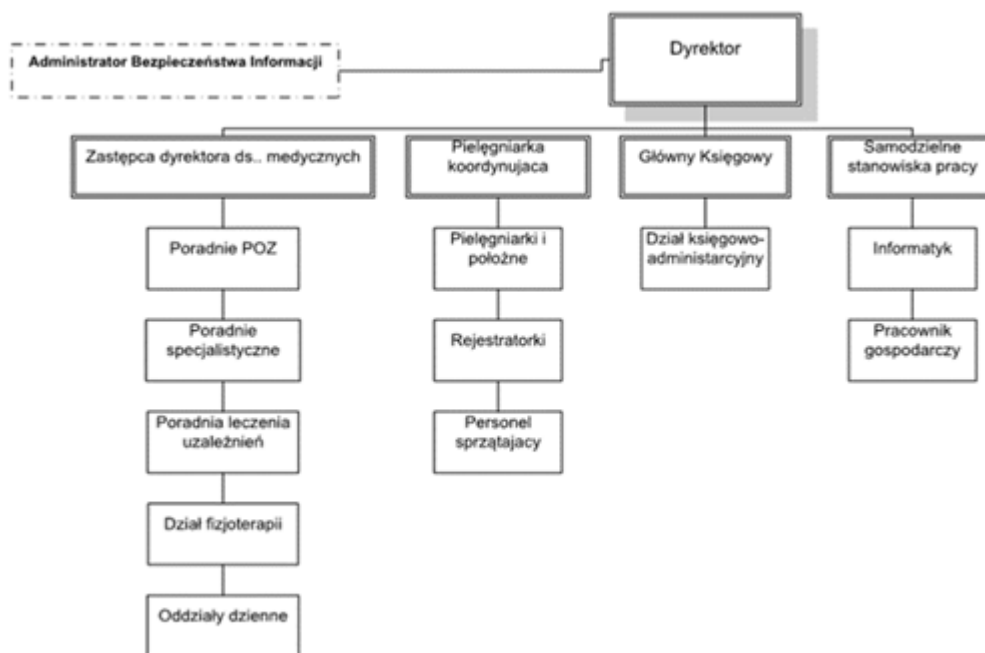 Dyrektor
Administrator Bezpieczeństwa Informacji
Zastępca dyrektora ds.. medycznych
Pielęgniarka
koordynujaca
Główny Księgowy
Samodzielne
stanowiska pracy
Poradnie POZ
Pielęgniarki i
położne
Dział księgowo-
administarcyjny
Informatyk
Poradnie
specjalistyczne
Rejestratorki
Pracownik
gospodarczy
Poradnia leczenia
uzależnień
Personel
sprzątajacy
Dział fizjoterapii
Oddziały dzienne